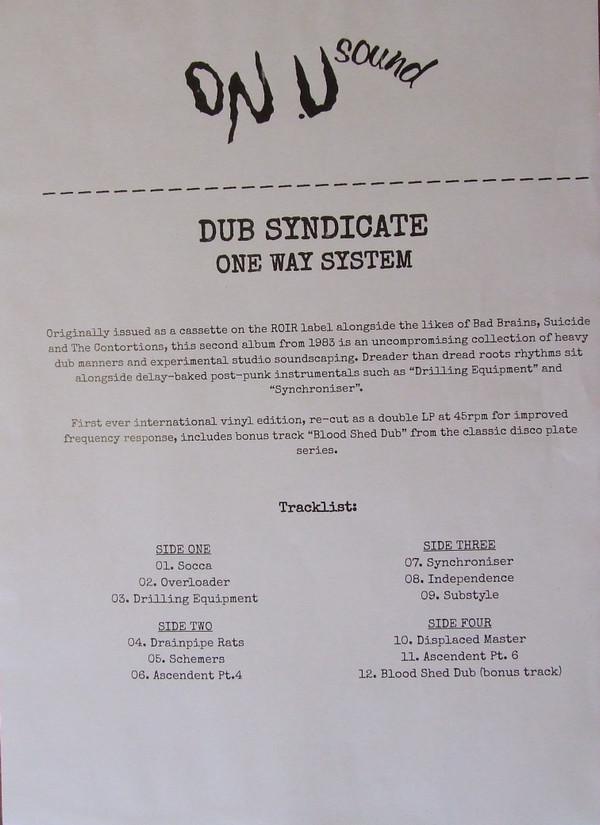 ON.U sound
DUB SYNDICATE
ONE WAY SYSTEM
Originally issued as a cassette on the ROIR label alongside the likes of Bad Brains, Suicide
and The Contortions, this second album from 1983 is an uncompromising collection of heavy
dub manners and experimental studio soundscaping. Dreader than dread roots rhythms sit
alongside delay-baked post-punk instrumentals such as “Drilling Equipment” and
“Synchroniser”.
First ever international vinyl edition, re-cut as a double LP at 45rpm for improved
frequency response, includes bonus track “Blood Shed Dub” from the classic disco plate
series.
Tracklist:
SIDE ONE
01. Socca
02. Overloader
03. Drilling Equipment
SIDE TWO
04. Drainpipe Rats
05. Schemers
06. Ascendent Pt.4
SIDE THREE
07. Synchroniser
08. Independence
09. Substyle
SIDE FOUR
10. Displaced Master
11. Ascendent Pt. 6
12. Blood Shed Dub (bonus track)